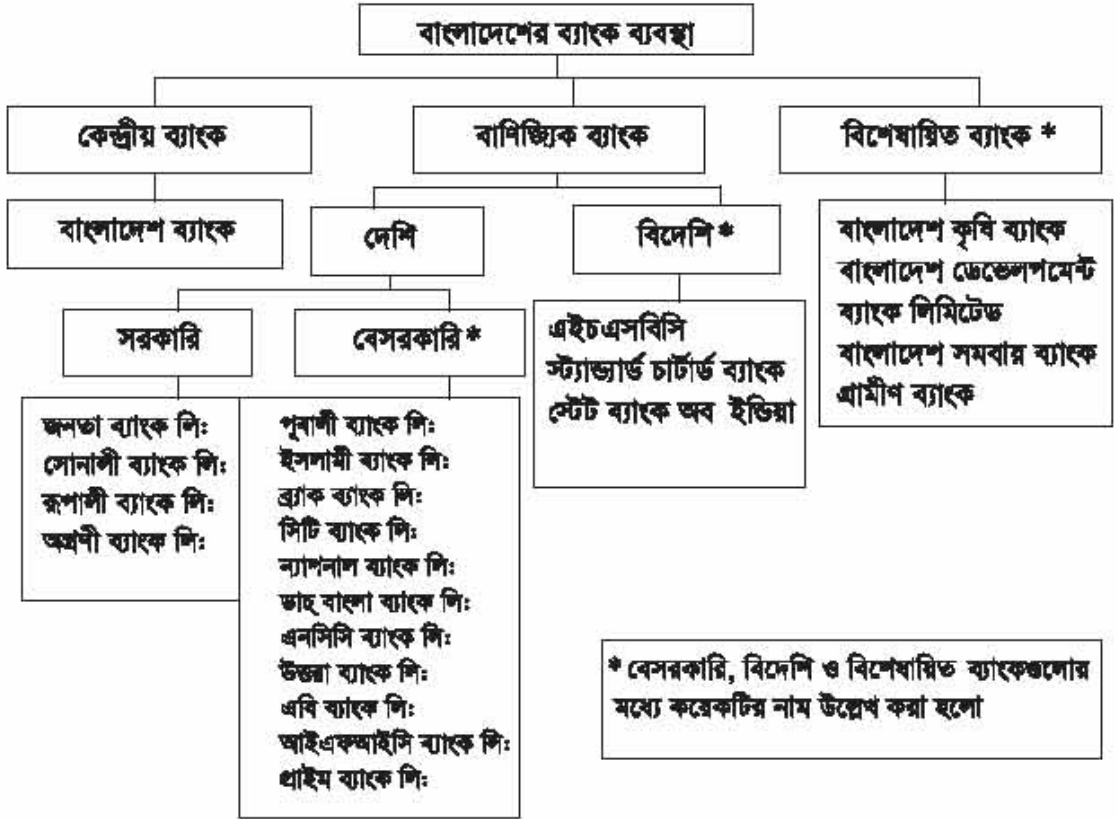 বাংলাদেশের ব্যাংক ব্যবস্থা
কেন্দ্রীয় ব্যাংক
বাণিজ্যিক ব্যাংক
বিশেষায়িত ব্যাংক *
বাংলাদেশ ব্যাংক
দেশি
বিদেশি *
বাংলাদেশ কৃষি ব্যাংক
বাংলাদেশ ডেভেলপমেন্ট
ব্যাংক লিমিটেড
বাংলাদেশ সমবায় ব্যাংক
গ্রামীণ ব্যাংক
সরকারি
বেসরকারি *
এইচএসবিসি
স্ট্যান্ডার্ড চার্টার্ড ব্যাংক
স্টেট ব্যাংক অব ইন্ডিয়া
জনতা ব্যাংক লিঃ
সোনালী ব্যাংক লিঃ
রূপালী ব্যাংক লিঃ
অগ্রণী ব্যাংক লিঃ
পূবালী ব্যাংক লিঃ
ইসলামী ব্যাংক লিঃ
ব্র্যাক ব্যাংক লিঃ
সিটি ব্যাংক লিঃ
ন্যাশনাল ব্যাংক লিঃ
ডাচ্ বাংলা ব্যাংক লিঃ
এনসিসি ব্যাংক লিঃ
উত্তরা ব্যাংক লিঃ
এবি ব্যাংক লিঃ
আইএফআইসি ব্যাংক লিঃ
প্রাইম ব্যাংক লিঃ
* বেসরকারি, বিদেশি ও বিশেষায়িত ব্যাংকগুলোর
মধ্যে কয়েকটির নাম উল্লেখ করা হলো